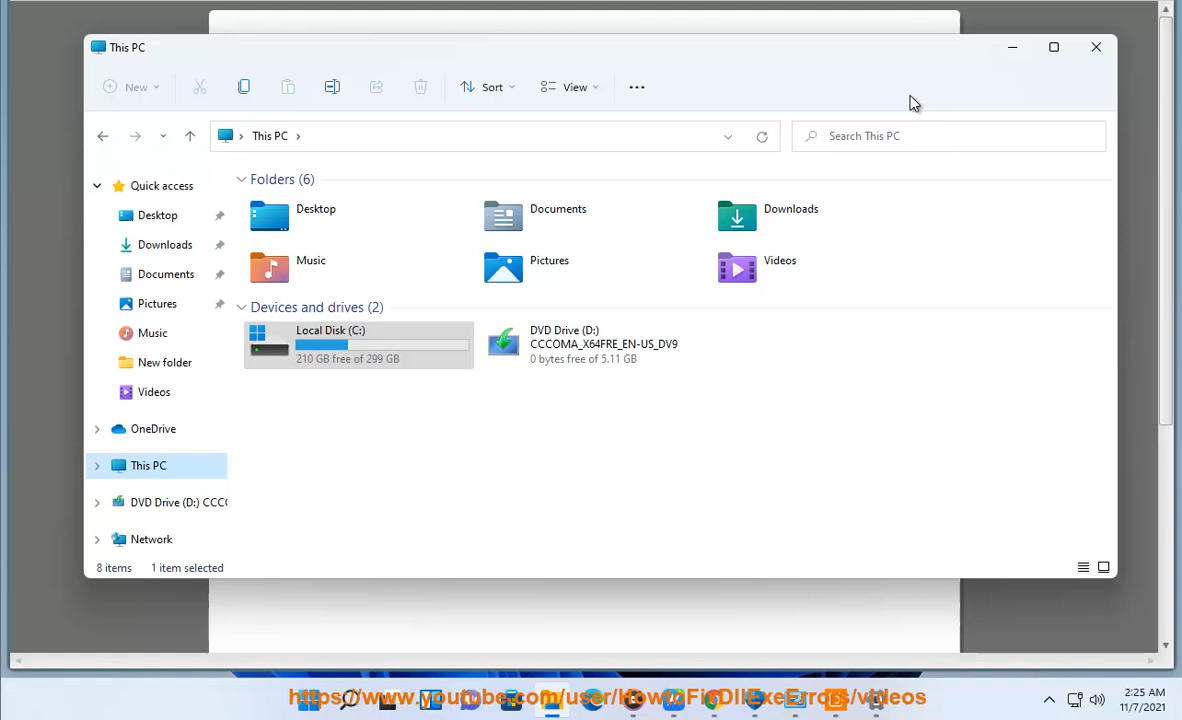 This PC
New
Sort
View
This PC
Search This PC
Quick access
Desktop
Downloads
Documents
Pictures
Music
New folder
Videos
OneDrive
This PC
DVD Drive (D:) CCC
Network
Folders (6)
Desktop
Documents
Downloads
Music
Pictures
Videos
Devices and drives (2)
Local Disk (C:)
210 GB free of 299 GB
DVD Drive (D:)
CCCOMA_X64FRE_EN-US_DV9
0 bytes free of 5.11 GB
8 items
1 item selected
https://www.youtube.com/user/HowtoFixDllExeErrors/videos
2:25 AM
11/7/2021